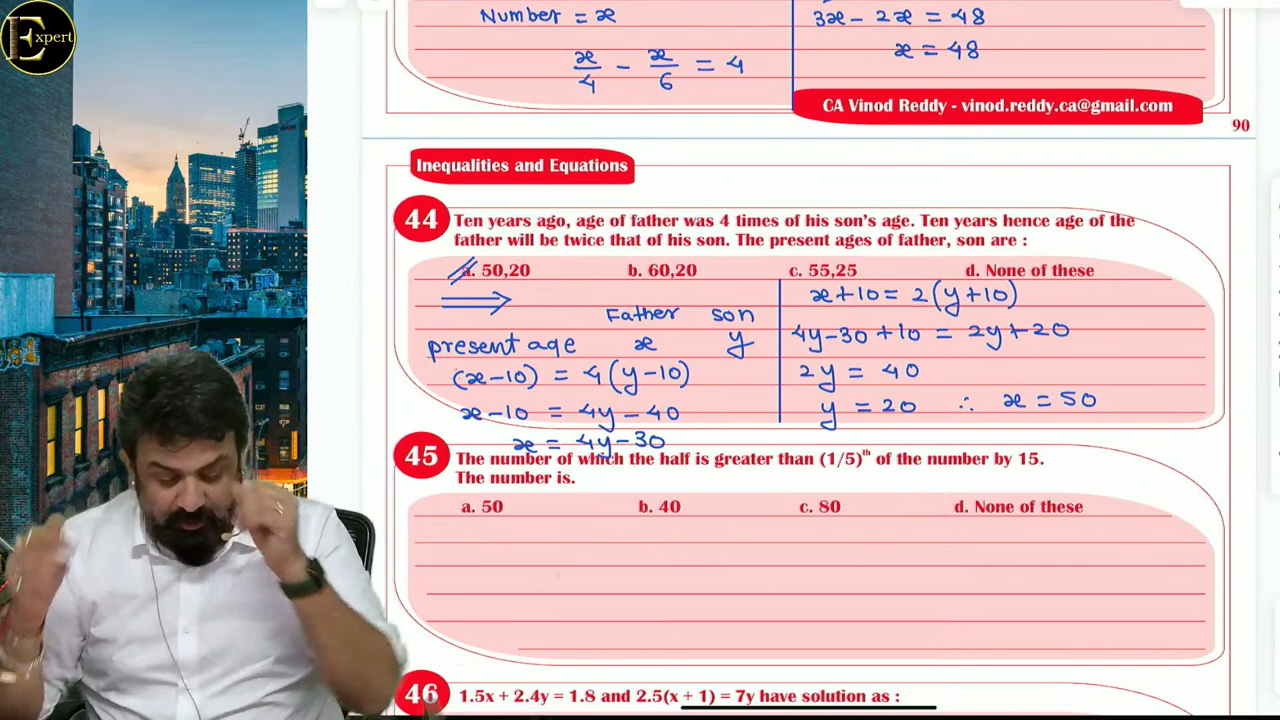 Expert
Number = x
x/4 - x/6 = 4
3x - 2x = 48
x = 48
CA Vinod Reddy - vinod.reddy.ca@gmail.com
90
Inequalities and Equations
44 Ten years ago, age of father was 4 times of his son's age. Ten years hence age of the
father will be twice that of his son. The present ages of father, son are :
a. 50,20 b. 60,20 c. 55,25 d. None of these
Father son
present age x y
(x-10) = 4(y-10)
x-10 = 4y-40
x = 4y-30
x+10 = 2(y+10)
4y-30+10 = 2y+20
2y = 40
y = 20 ∴ x = 50
45 The number of which the half is greater than (1/5)th of the number by 15.
The number is.
a. 50 b. 40 c. 80 d. None of these
46 1.5x + 2.4y = 1.8 and 2.5(x + 1) = 7y have solution as :